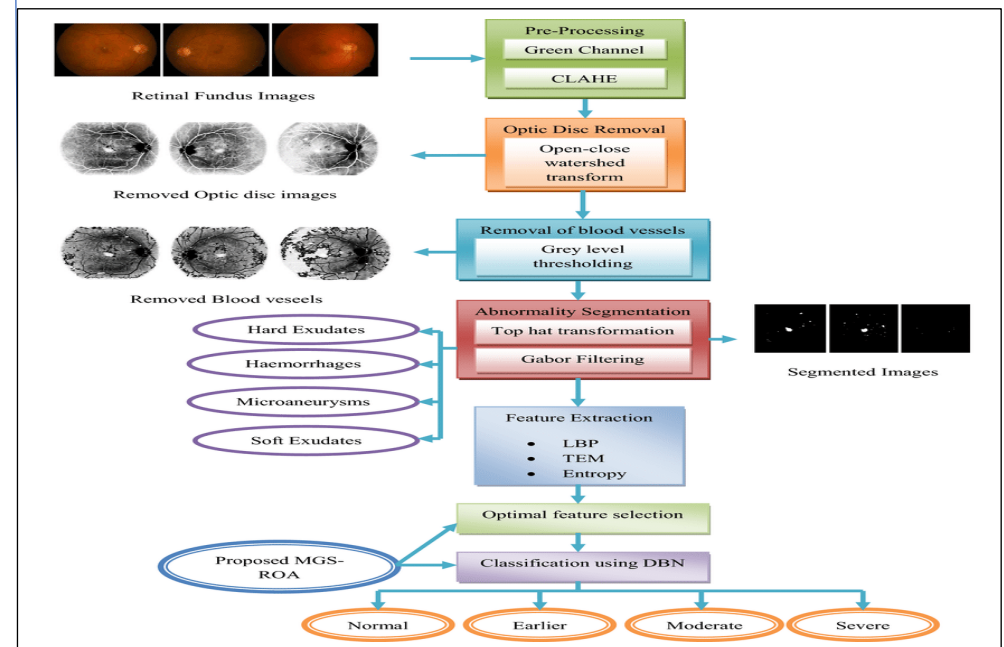 Pre-Processing
Green Channel
CLAHE
Retinal Fundus Images
Optic Disc Removal
Open-close
watershed
transform
Removed Optic disc images
Removal of blood vessels
Grey level
thresholding
Removed Blood veseels
Abnormality Segmentation
Top hat transformation
Gabor Filtering
Hard Exudates
Haemorrhages
Microaneurysms
Soft Exudates
Segmented Images
Feature Extraction
• LBP
• TEM
• Entropy
Optimal feature selection
Proposed MGS-
ROA
Classification using DBN
Normal
Earlier
Moderate
Severe